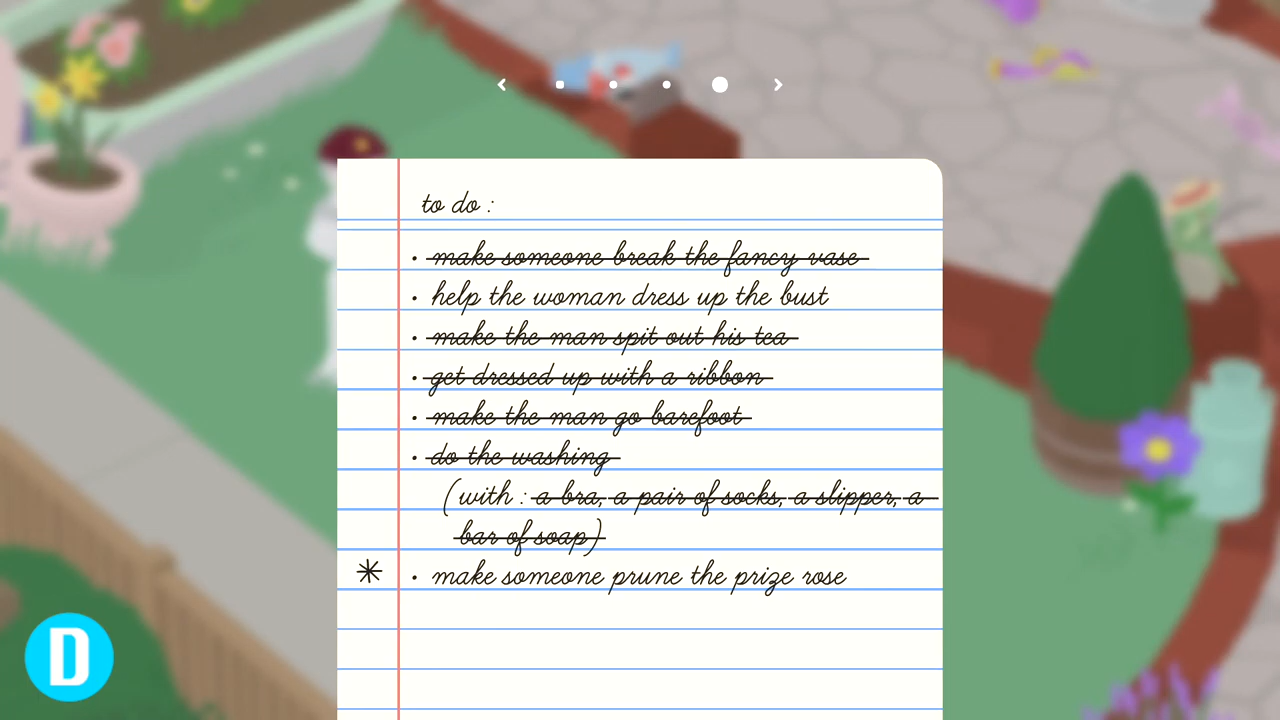 to do :
• make someone break the fancy vase
• help the woman dress up the bust
• make the man spit out his tea
• get dressed up with a ribbon
• make the man go barefoot
• do the washing
(with : a bra, a pair of socks, a slipper, a
bar of soap)
• make someone prune the prize rose
D